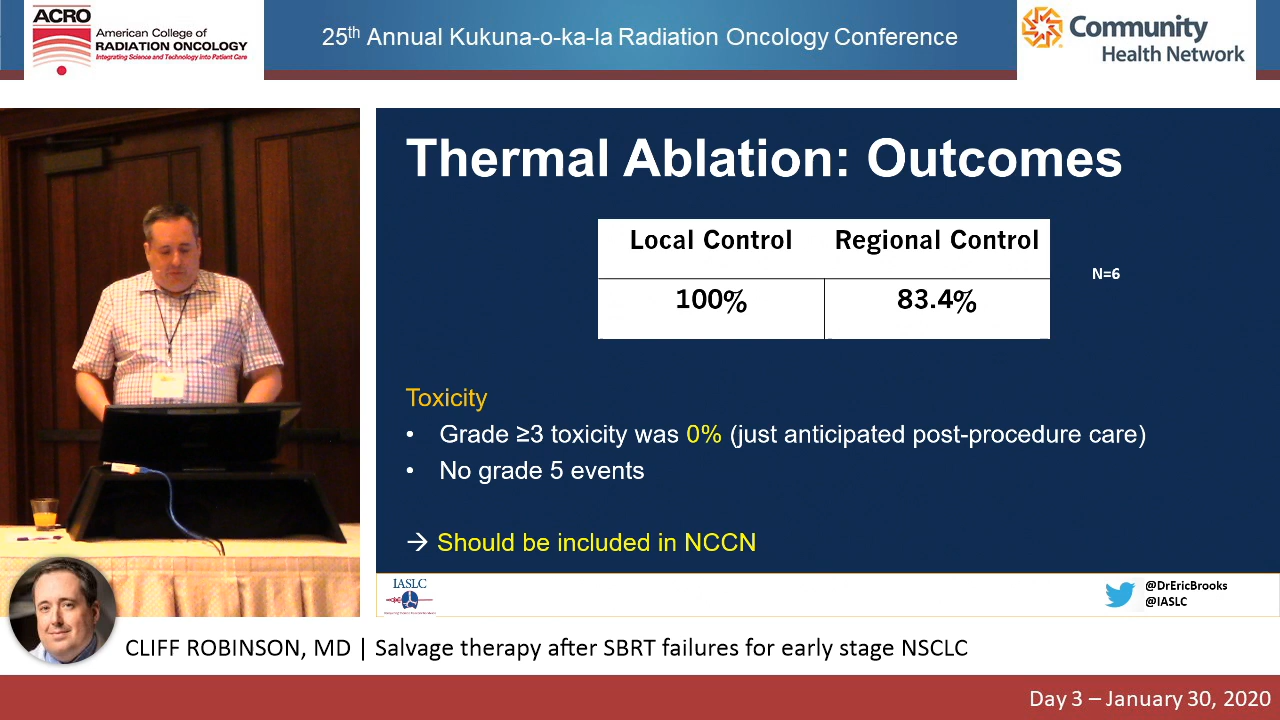 ACRO
American College of
RADIATION ONCOLOGY
Integrating Science and Technology Into Patient Care
25th Annual Kukuna-o-ka-la Radiation Oncology Conference
Community
Health Network
Thermal Ablation: Outcomes
Local Control Regional Control
100% 83.4%
N=6
Toxicity
• Grade ≥3 toxicity was 0% (just anticipated post-procedure care)
• No grade 5 events
→ Should be included in NCCN
IASLC
@DrEricBrooks
@IASLC
CLIFF ROBINSON, MD | Salvage therapy after SBRT failures for early stage NSCLC
Day 3 – January 30, 2020